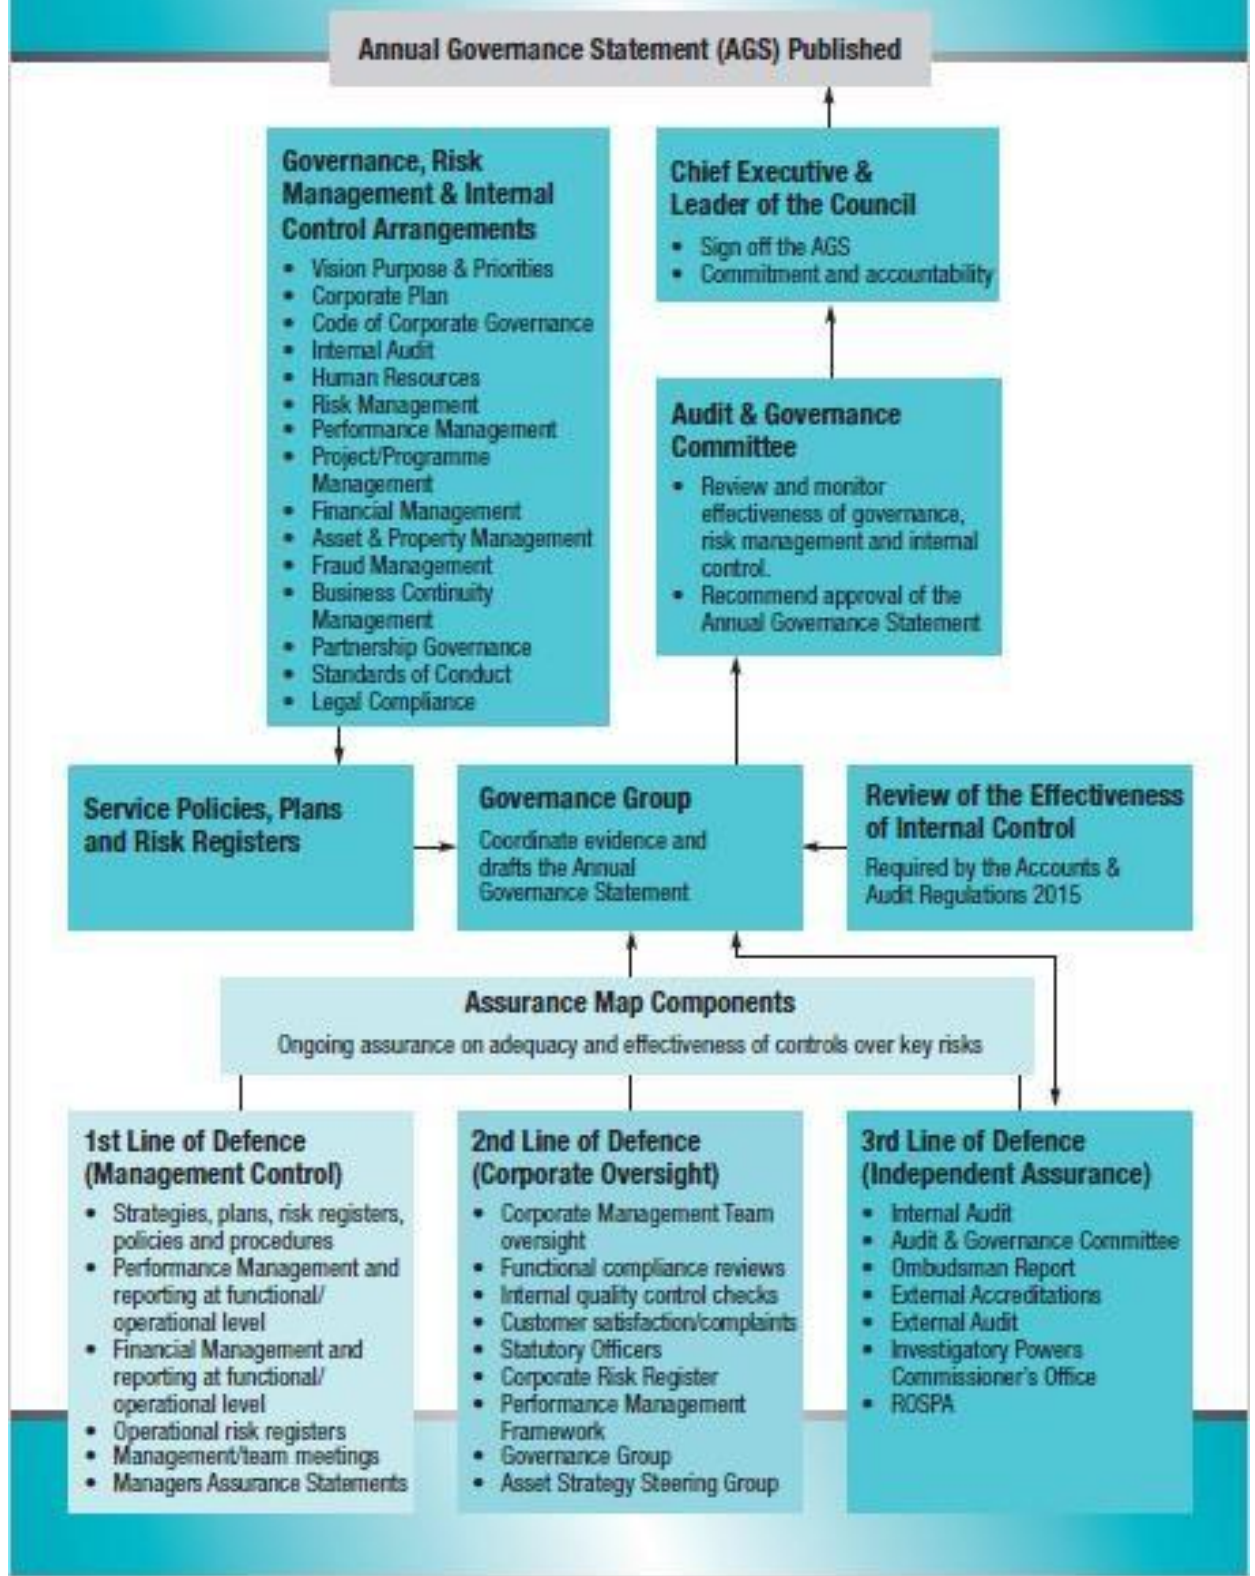 Annual Governance Statement (AGS) Published
Governance, Risk
Management & Internal
Control Arrangements
• Vision Purpose & Priorities
• Corporate Plan
• Code of Corporate Governance
• Internal Audit
• Human Resources
• Risk Management
• Performance Management
• Project/Programme
Management
• Financial Management
• Asset & Property Management
• Fraud Management
• Business Continuity
Management
• Partnership Governance
• Standards of Conduct
• Legal Compliance
Chief Executive &
Leader of the Council
• Sign off the AGS
• Commitment and accountability
Audit & Governance
Committee
• Review and monitor
effectiveness of governance,
risk management and internal
control.
• Recommend approval of the
Annual Governance Statement
Service Policies, Plans
and Risk Registers
Governance Group
Coordinate evidence and
drafts the Annual
Governance Statement
Review of the Effectiveness
of Internal Control
Required by the Accounts &
Audit Regulations 2015
Assurance Map Components
Ongoing assurance on adequacy and effectiveness of controls over key risks
1st Line of Defence
(Management Control)
• Strategies, plans, risk registers,
policies and procedures
• Performance Management and
reporting at functional/
operational level
• Financial Management and
reporting at functional/
operational level
• Operational risk registers
• Management/team meetings
• Managers Assurance Statements
2nd Line of Defence
(Corporate Oversight)
• Corporate Management Team
oversight
• Functional compliance reviews
• Internal quality control checks
• Customer satisfaction/complaints
• Statutory Officers
• Corporate Risk Register
• Performance Management
Framework
• Governance Group
• Asset Strategy Steering Group
3rd Line of Defence
(Independent Assurance)
• Internal Audit
• Audit & Governance Committee
• Ombudsman Report
• External Accreditations
• External Audit
• Investigatory Powers
Commissioner's Office
• ROSPA